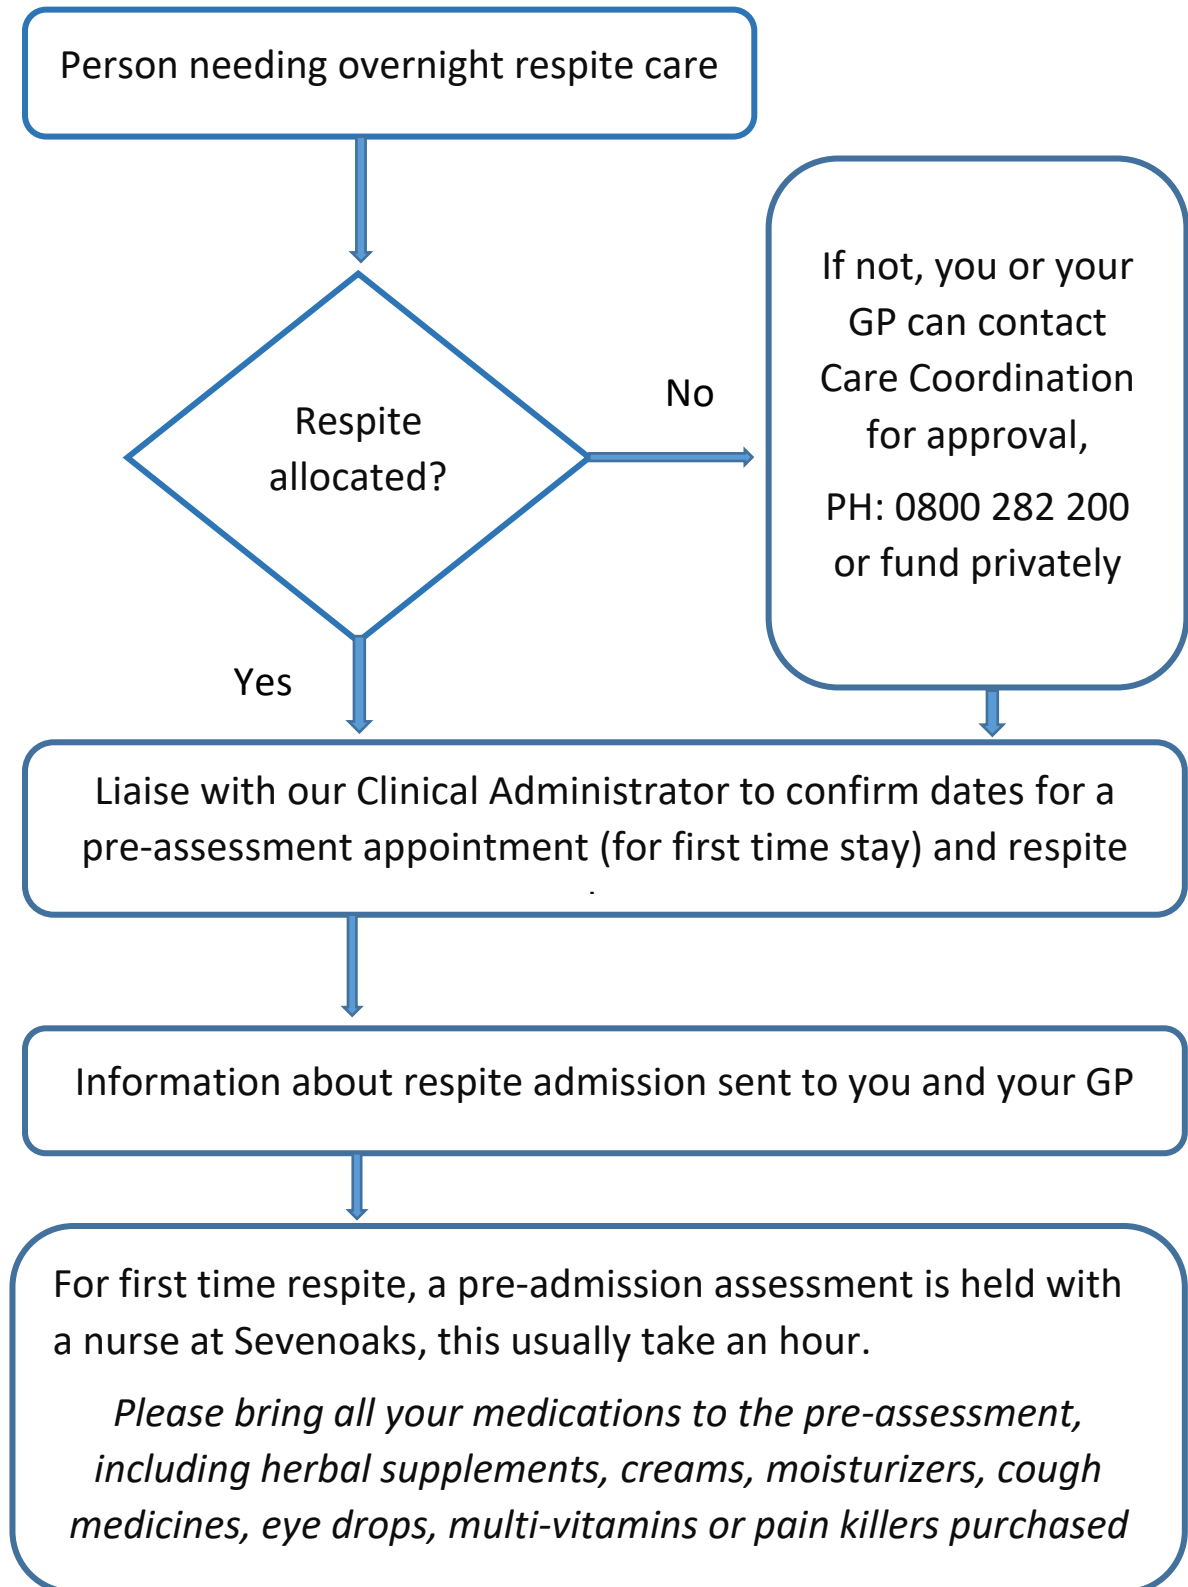 Person needing overnight respite care
If not, you or your
GP can contact
Care Coordination
for approval,
PH: 0800 282 200
or fund privately
No
Respite
allocated?
Yes
Liaise with our Clinical Administrator to confirm dates for a
pre-assessment appointment (for first time stay) and respite
Information about respite admission sent to you and your GP
For first time respite, a pre-admission assessment is held with
a nurse at Sevenoaks, this usually take an hour.
Please bring all your medications to the pre-assessment,
including herbal supplements, creams, moisturizers, cough
medicines, eye drops, multi-vitamins or pain killers purchased